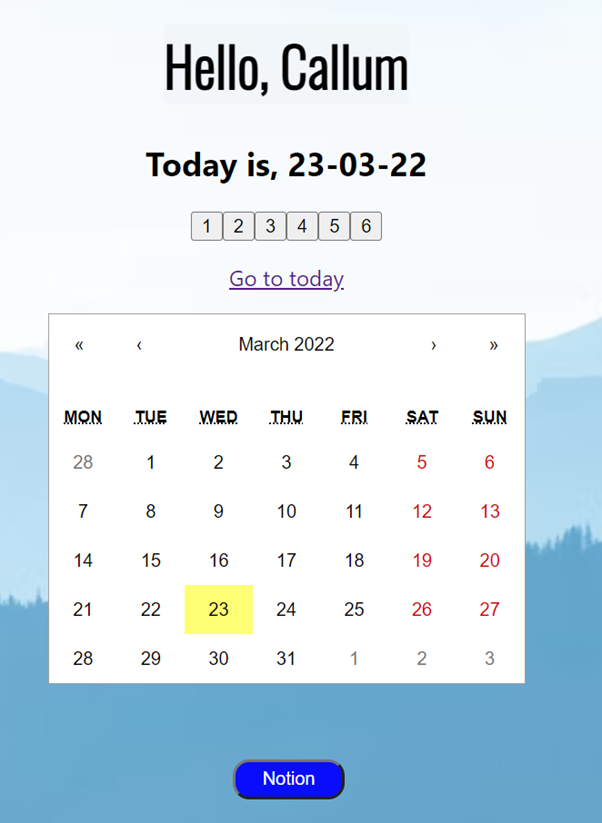 Hello, Callum
Today is, 23-03-22
1 2 3 4 5 6
Go to today
« ‹ March 2022 › »
MON TUE WED THU FRI SAT SUN
28 1 2 3 4 5 6
7 8 9 10 11 12 13
14 15 16 17 18 19 20
21 22 23 24 25 26 27
28 29 30 31 1 2 3
Notion